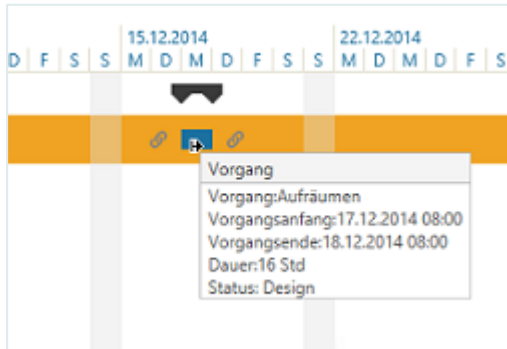 15.12.2014 22.12.2014
D F S S M D M D F S S M D M D F S
Vorgang
Vorgang:Aufräumen
Vorgangsanfang:17.12.2014 08:00
Vorgangsende:18.12.2014 08:00
Dauer:16 Std
Status: Design